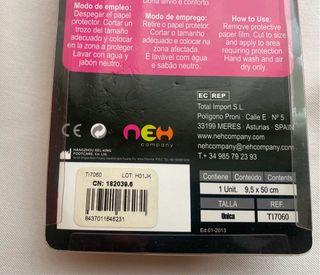 Modo de empleo:
Despegar el papel
protector. Cortar un
trozo del tamaño
adecuado y colocar
en la zona a proteger.
Lavar con agua y
jabón neutro.
dona alívio e conforto
Modo de emprego:
Retire o papel protetor.
Cortar o tamanho
adequado e colocar na
zona afectada
É lavável com água e
sabão neutro.
How to Use:
Remove protective
paper film. Cut to size
and apply to area
requiring protection.
Hand wash and air
dry only.
EC REP
Total Import S.L.
Polígono Proni · Calle E · Nº 5
33199 MERES - Asturias - SPAIN
www.nehcompany.com
nehcompany@nehcompany.com
T.+ 34 985 79 23 93
CE
neh
company
TI7060 LOT: H01JK
CN: 182039.6
8437011646231
Contiene Conteúdo Contents
1 Unit. 9,5 x 50 cm
TALLA REF.
Única TI7060
Ed.01-2013